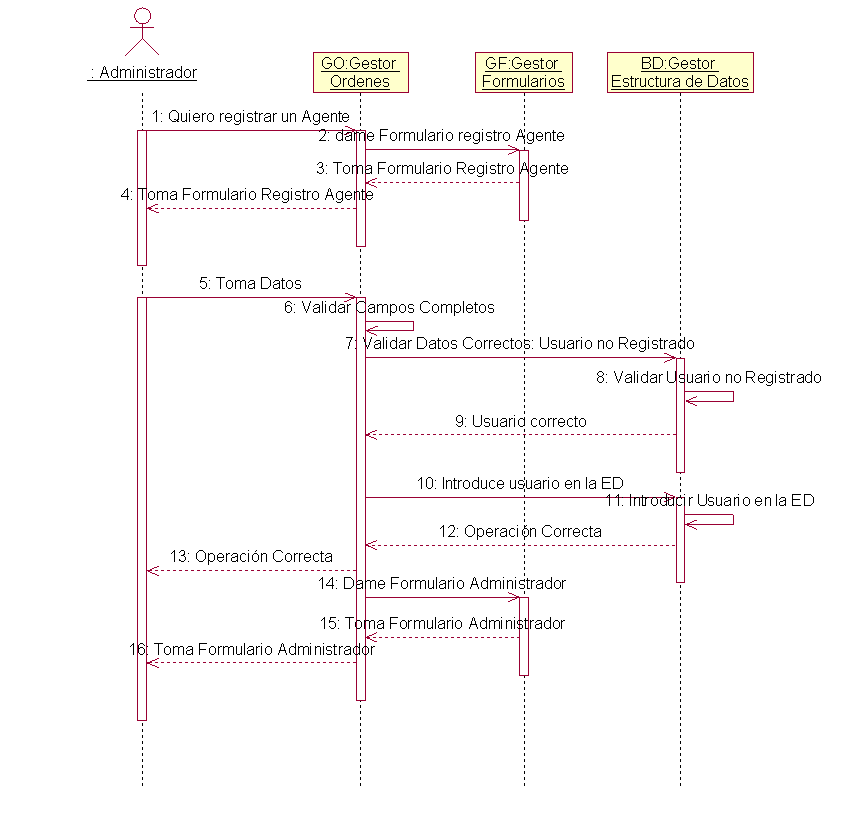 : Administrador
GO:Gestor
Ordenes
GF:Gestor
Formularios
BD:Gestor
Estructura de Datos
1: Quiero registrar un Agente
2: dame Formulario registro Agente
3: Toma Formulario Registro Agente
4: Toma Formulario Registro Agente
5: Toma Datos
6: Validar Campos Completos
7: Validar Datos Correctos: Usuario no Registrado
8: Validar Usuario no Registrado
9: Usuario correcto
10: Introduce usuario en la ED
11: Introducir Usuario en la ED
12: Operación Correcta
13: Operación Correcta
14: Dame Formulario Administrador
15: Toma Formulario Administrador
16: Toma Formulario Administrador